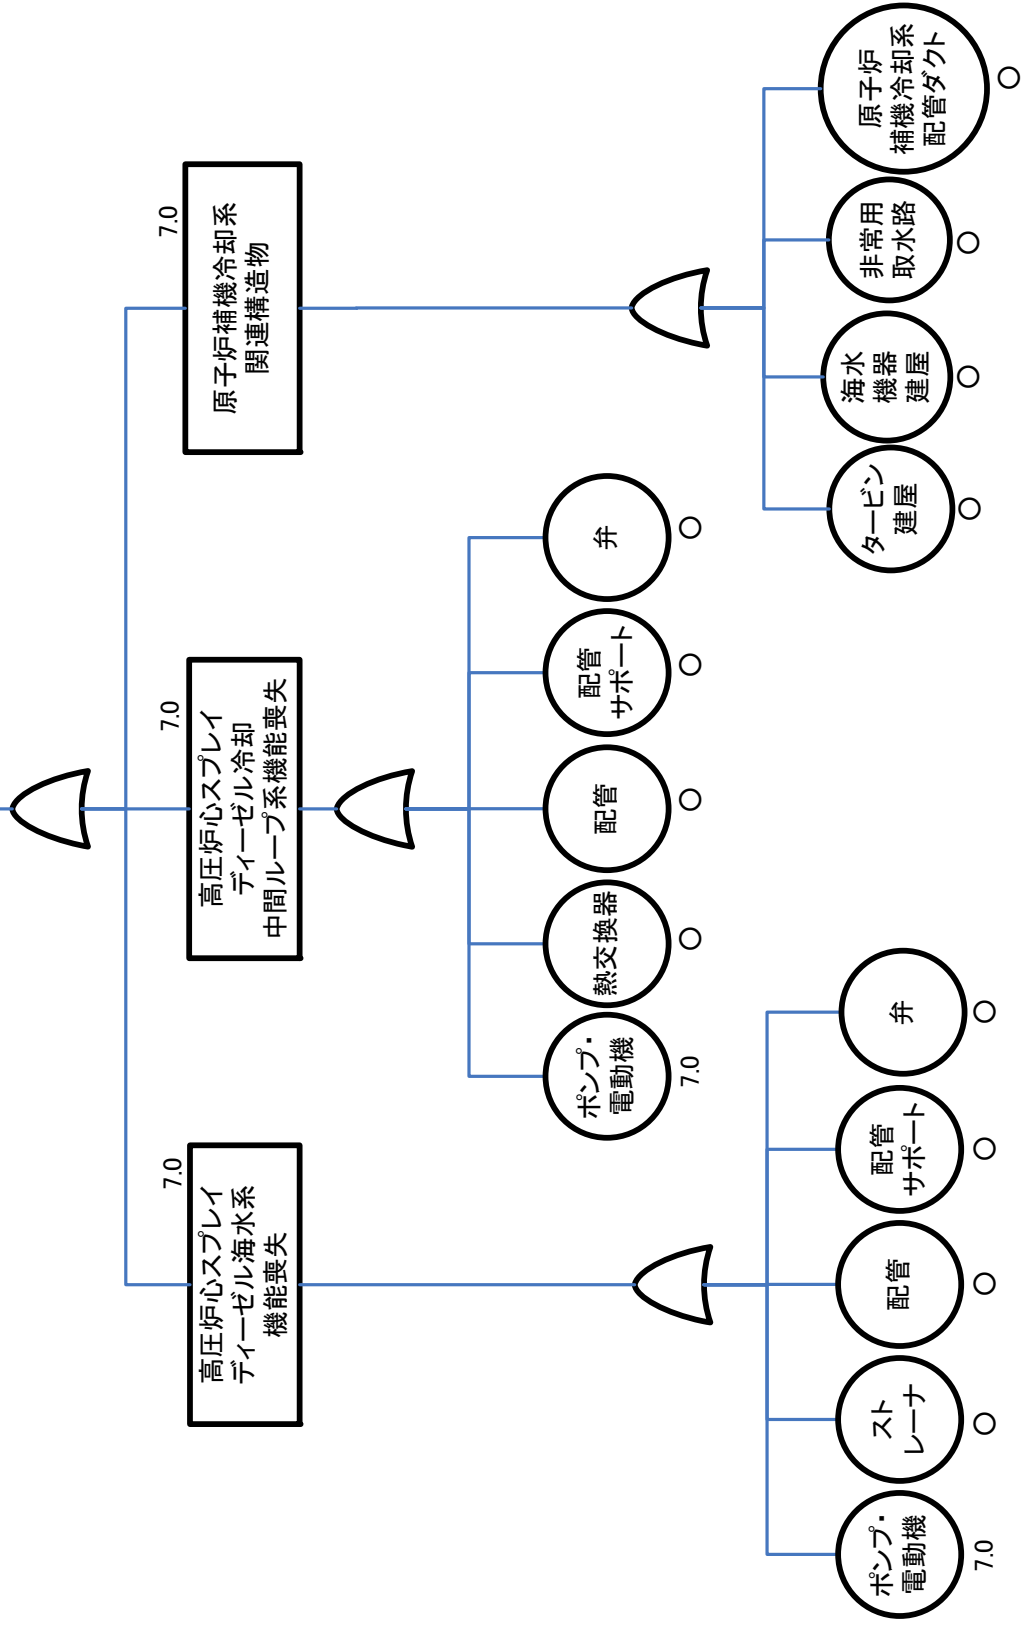 高圧炉心スプレイ
ディーゼル海水系
機能喪失
7.0
高圧炉心スプレイ
ディーゼル冷却
中間ループ系機能喪失
7.0
原子炉補機冷却系
関連構造物
7.0
ポンプ・
電動機
7.0
熱交換器
○
配管
○
配管
サポート
○
弁
○
ポンプ・
電動機
7.0
スト
レーナ
○
配管
○
配管
サポート
○
弁
○
タービン
建屋
○
海水
機器
建屋
○
非常用
取水路
○
原子炉
補機冷却系
配管ダクト
○